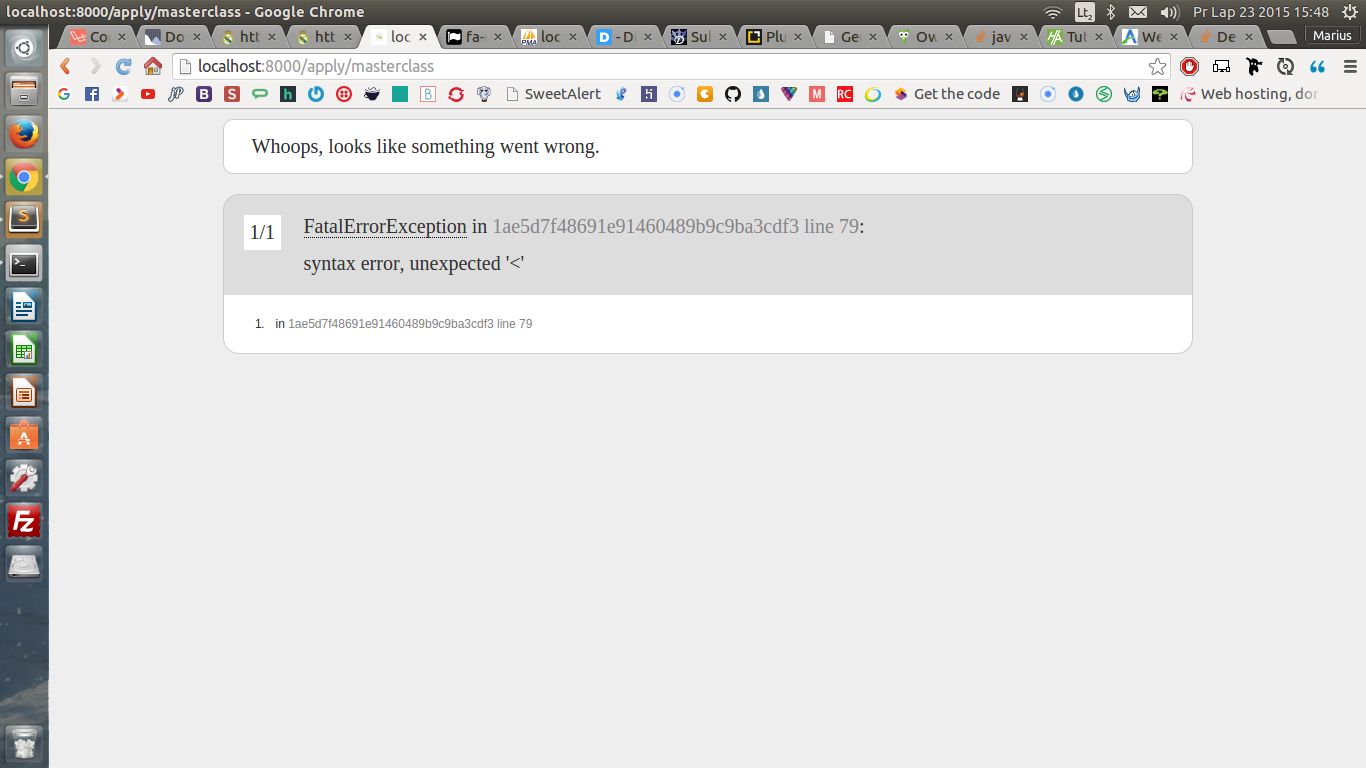 localhost:8000/apply/masterclass - Google Chrome
Lt2
Pr Lap 23 2015 15:48
Co
Do
htt
htt
loc
fa-
PMA
loc
D
- Di
Sul
Plu
Ge
Ow
jav
Tut
We
De
Marius
localhost:8000/apply/masterclass
SweetAlert
Get the code
Web hosting, dor
Whoops, looks like something went wrong.
1/1
FatalErrorException in 1ae5d7f48691e91460489b9c9ba3cdf3 line 79:
syntax error, unexpected '<'
1. in 1ae5d7f48691e91460489b9c9ba3cdf3 line 79